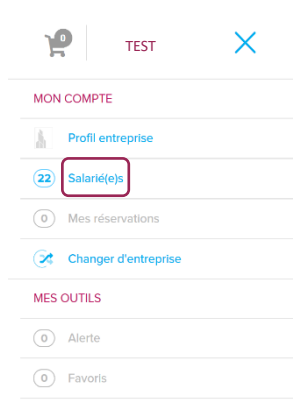 0
TEST
MON COMPTE
Profil entreprise
22 Salarié(e)s
0 Mes réservations
Changer d'entreprise
MES OUTILS
0 Alerte
0 Favoris